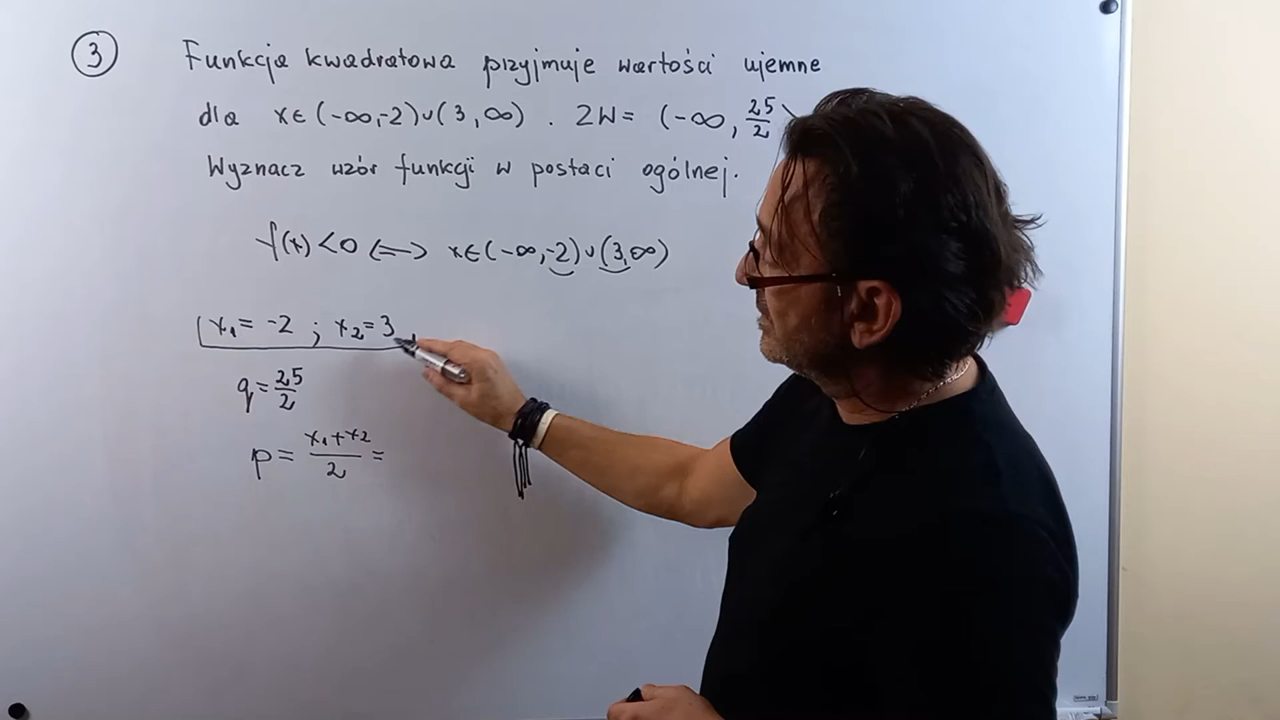 3 Funkcja kwadratowa przyjmuje wartości ujemne
dla x∈(-∞,-2)∪(3,∞). ZW= (-∞, 25/2⟩
Wyznacz wzór funkcji w postaci ogólnej.
f(x)<0 ⟺ x∈(-∞,-2)∪(3,∞)
x₁= -2 ; x₂=3
q= 25/2
p= (x₁+x₂)/2 =